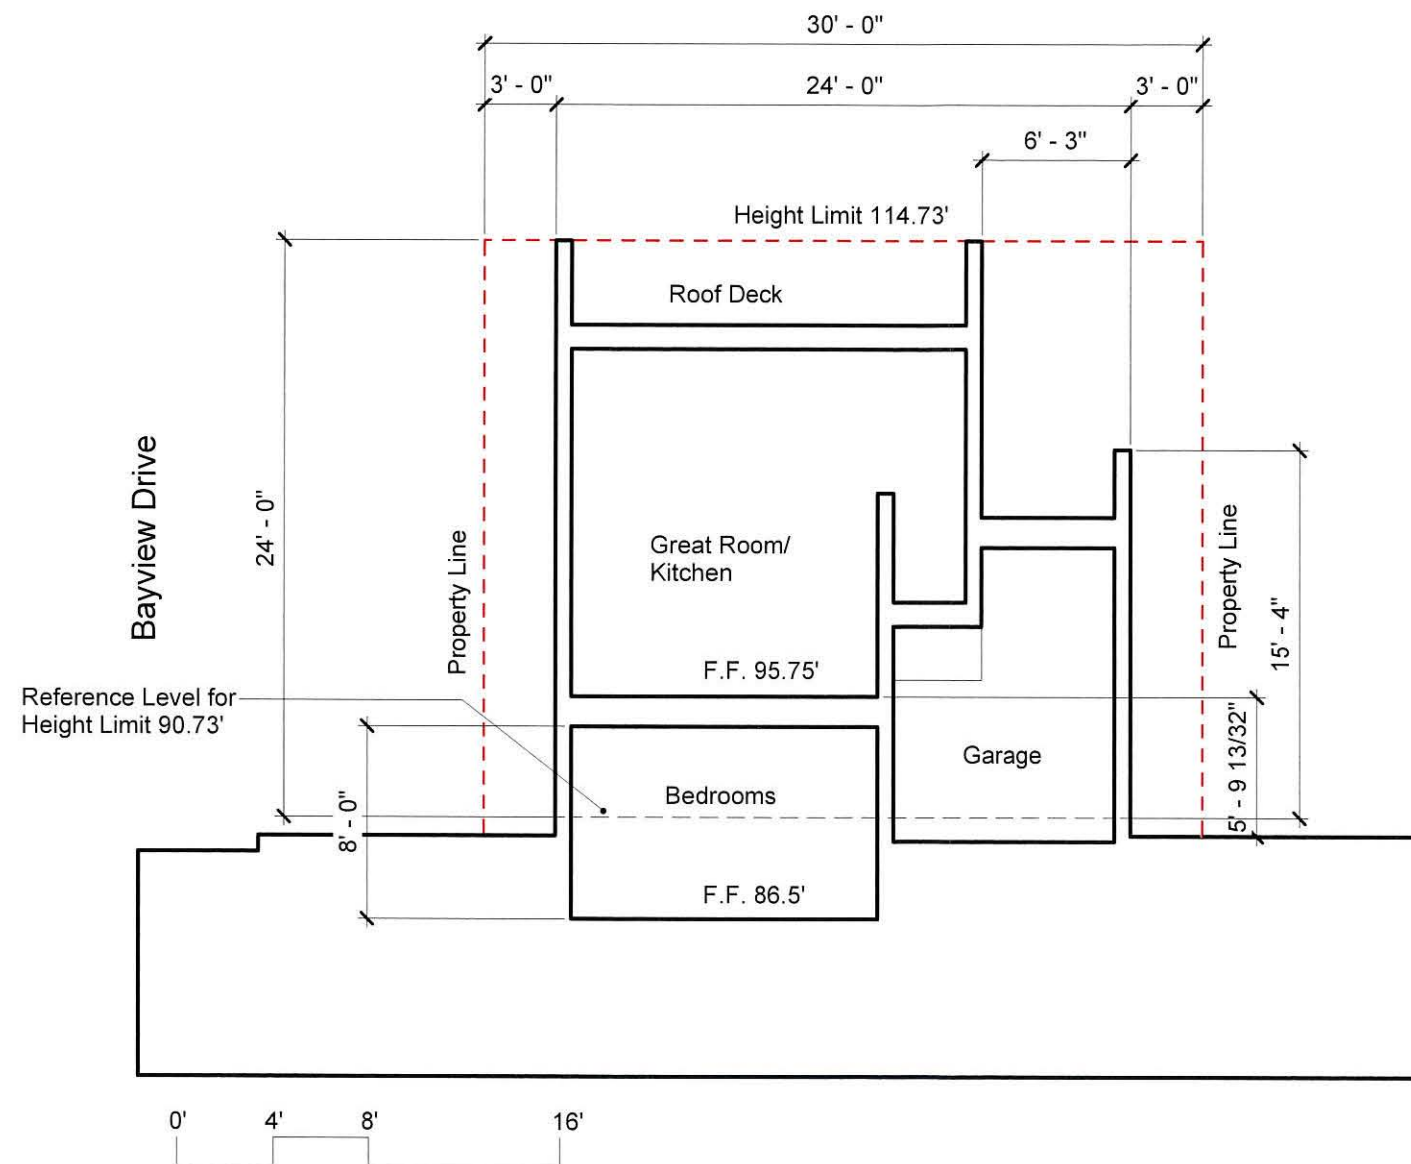 30' - 0"
3' - 0"
24' - 0"
3' - 0"
6' - 3"
Height Limit 114.73'
Roof Deck
Bayview Drive
24' - 0"
Property Line
Great Room/
Kitchen
Property Line
15' - 4"
F.F. 95.75'
Reference Level for
Height Limit 90.73'
5' - 9 13/32"
Garage
Bedrooms
8' - 0"
F.F. 86.5'
0'
4'
8'
16'